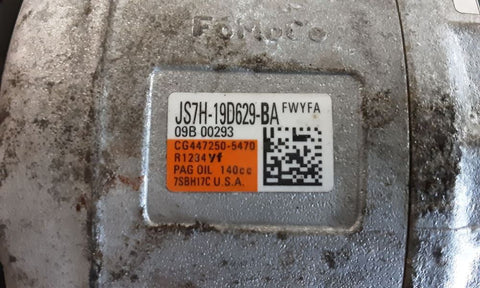 FoMoCo
JS7H-19D629-BA FWYFA
09B 00293
CG447250-5470
R1234yf
PAG OIL 140cc
7SBH17C U.S.A.